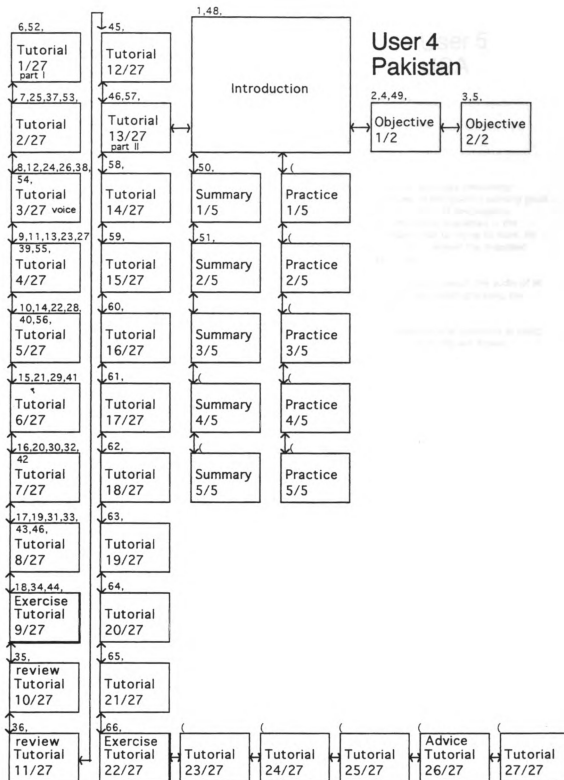 1,48,
Introduction
User 4
Pakistan
2,4,49,
Objective
1/2
3,5.
Objective
2/2
6,52,
Tutorial
1/27
part I
7,25,37,53,
Tutorial
2/27
8,12,24,26,38,
54,
Tutorial
3/27 voice
9,11,13,23,27
39,55,
Tutorial
4/27
10,14,22,28,
40,56,
Tutorial
5/27
15,21,29,41
Tutorial
6/27
16,20,30,32,
42
Tutorial
7/27
17,19,31,33,
43,46,
Tutorial
8/27
18,34,44,
Exercise
Tutorial
9/27
35,
review
Tutorial
10/27
36,
review
Tutorial
11/27
45,
Tutorial
12/27
46,57,
Tutorial
13/27
part II
58,
Tutorial
14/27
59,
Tutorial
15/27
60,
Tutorial
16/27
61,
Tutorial
17/27
62,
Tutorial
18/27
63,
Tutorial
19/27
64,
Tutorial
20/27
65,
Tutorial
21/27
66,
Exercise
Tutorial
22/27
(
Tutorial
23/27
(
Tutorial
24/27
(
Tutorial
25/27
(
Advice
Tutorial
26/27
(
Tutorial
27/27
50,
Summary
1/5
51,
Summary
2/5
(
Summary
3/5
(
Summary
4/5
(
Summary
5/5
(
Practice
1/5
(
Practice
2/5
(
Practice
3/5
(
Practice
4/5
(
Practice
5/5